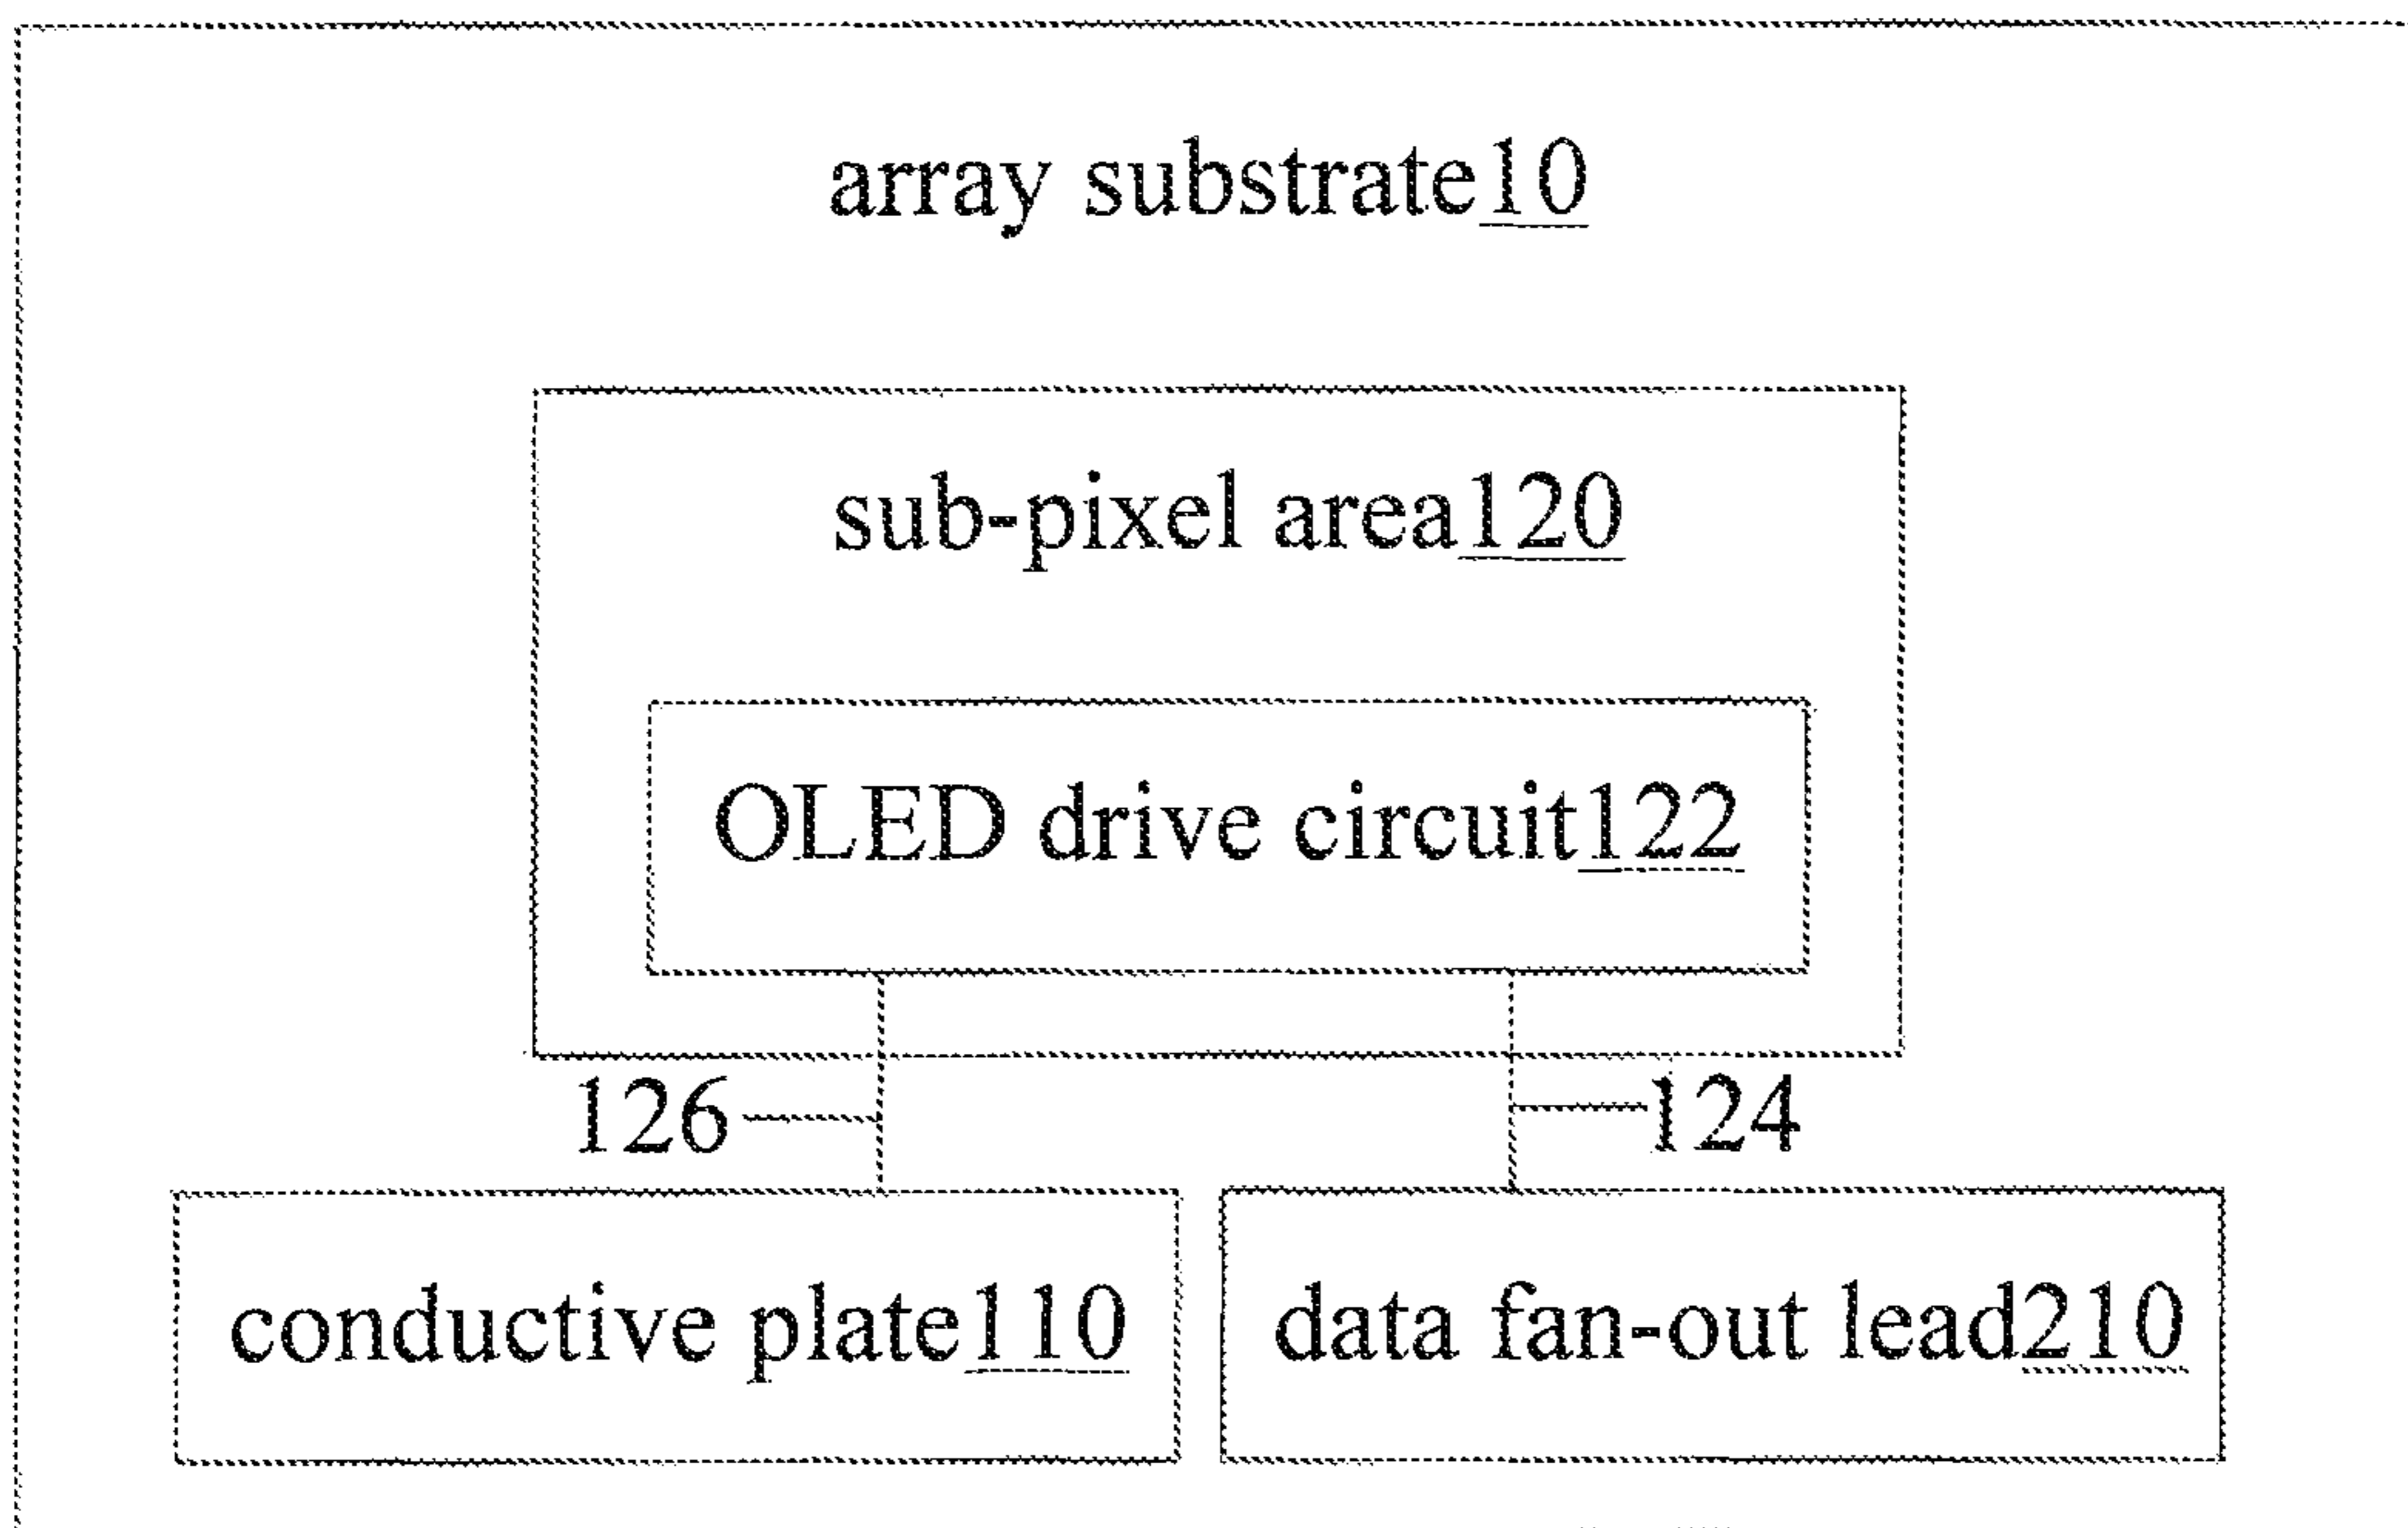 array substrate10
sub-pixel area120
OLED drive circuit122
126
124
conductive plate110
data fan-out lead210